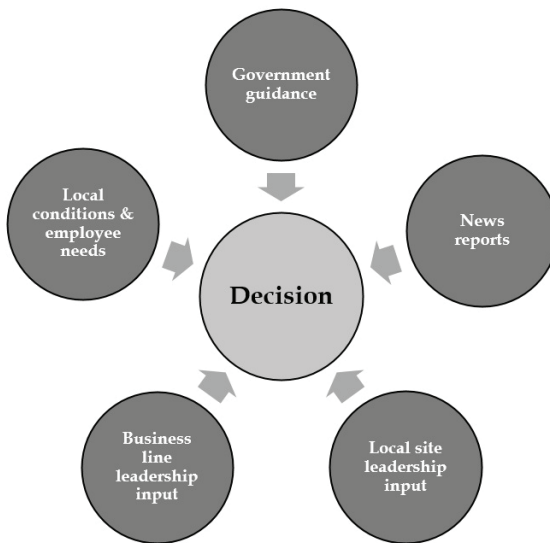 Government
guidance
Local
conditions &
employee
needs
News
reports
Decision
Business
line
leadership
input
Local site
leadership
input